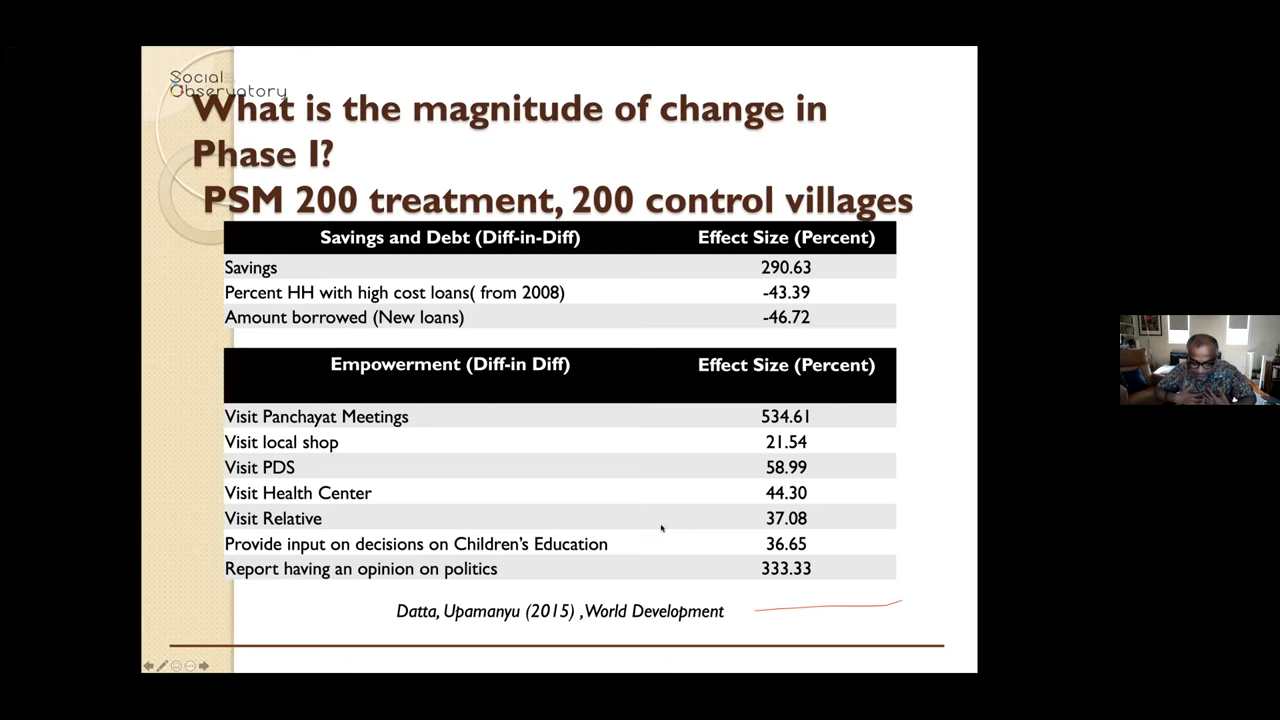 Social
Observatory
What is the magnitude of change in
Phase I?
PSM 200 treatment, 200 control villages
Savings and Debt (Diff-in-Diff) Effect Size (Percent)
Savings 290.63
Percent HH with high cost loans( from 2008) -43.39
Amount borrowed (New loans) -46.72
Empowerment (Diff-in Diff) Effect Size (Percent)
Visit Panchayat Meetings 534.61
Visit local shop 21.54
Visit PDS 58.99
Visit Health Center 44.30
Visit Relative 37.08
Provide input on decisions on Children's Education 36.65
Report having an opinion on politics 333.33
Datta, Upamanyu (2015) ,World Development